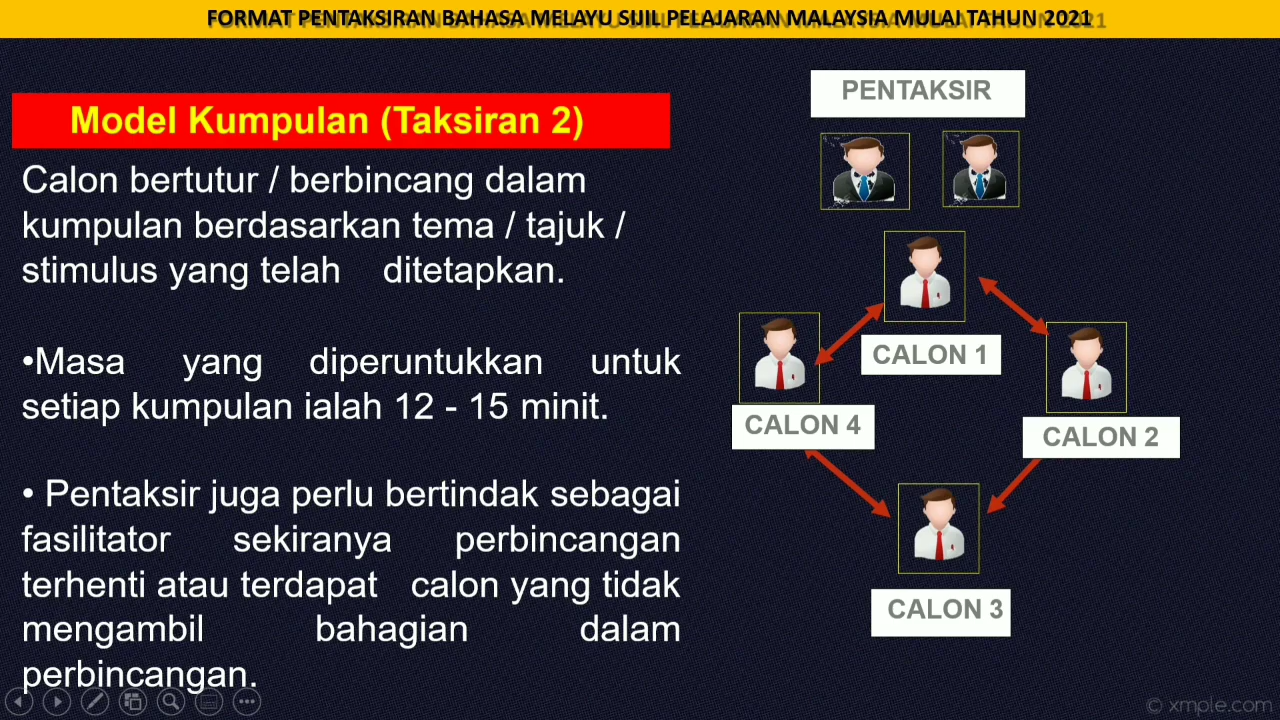 FORMAT PENTAKSIRAN BAHASA MELAYU SIJIL PELAJARAN MALAYSIA MULAI TAHUN 2021
Model Kumpulan (Taksiran 2)
Calon bertutur / berbincang dalam
kumpulan berdasarkan tema / tajuk /
stimulus yang telah ditetapkan.
•Masa yang diperuntukkan untuk
setiap kumpulan ialah 12 - 15 minit.
• Pentaksir juga perlu bertindak sebagai
fasilitator sekiranya perbincangan
terhenti atau terdapat calon yang tidak
mengambil bahagian dalam
perbincangan.
PENTAKSIR
CALON 1
CALON 4
CALON 2
CALON 3
© xmple.com